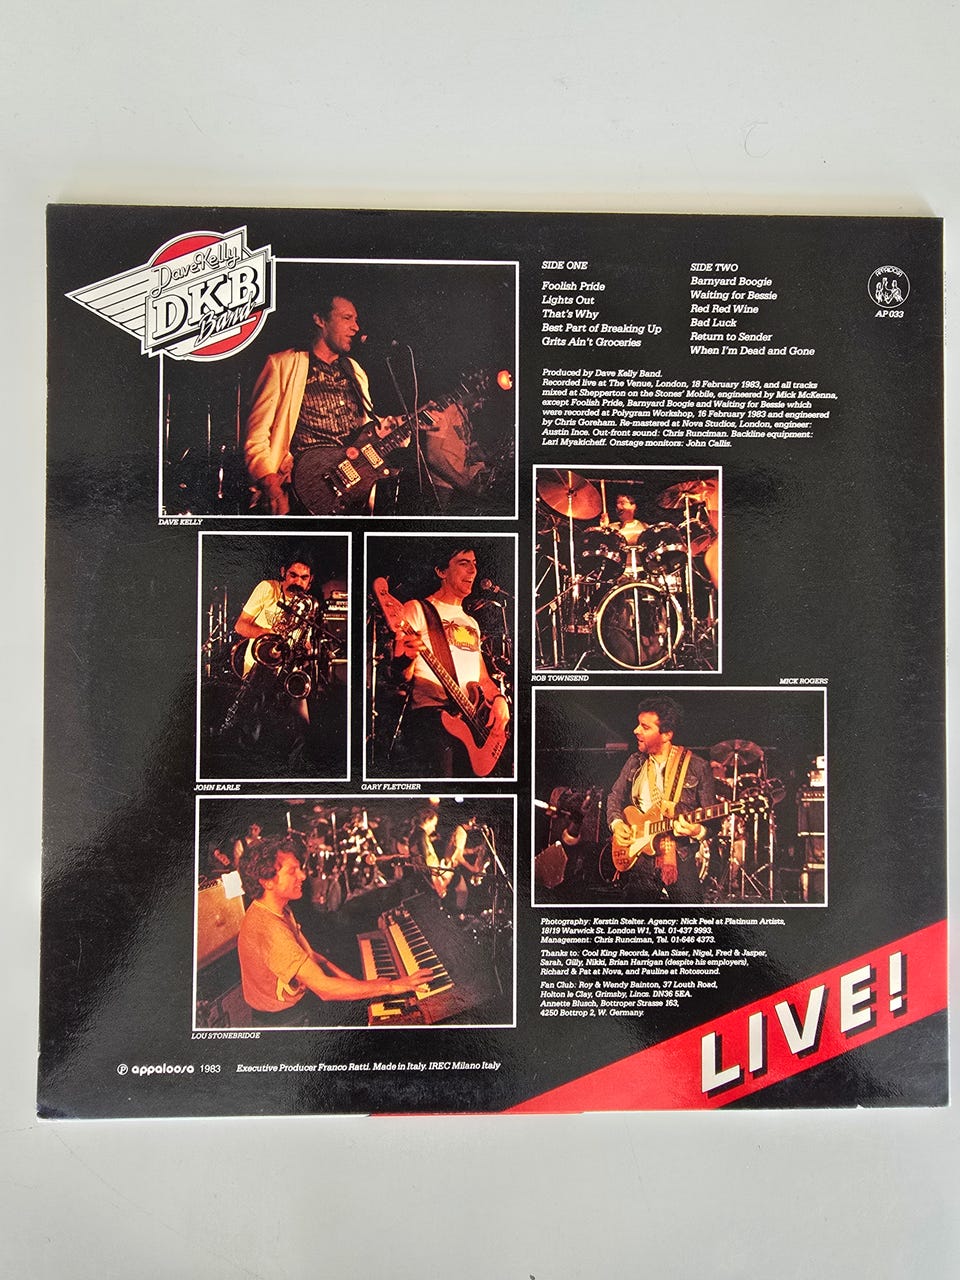 Dave Kelly
DKB
Band
SIDE ONE
Foolish Pride
Lights Out
That's Why
Best Part of Breaking Up
Grits Ain't Groceries
SIDE TWO
Barnyard Boogie
Waiting for Bessie
Red Red Wine
Bad Luck
Return to Sender
When I'm Dead and Gone
APPALOOSA
AP 033
Produced by Dave Kelly Band.
Recorded live at The Venue, London, 18 February 1983, and all tracks
mixed at Shepperton on the Stones' Mobile, engineered by Mick McKenna,
except Foolish Pride, Barnyard Boogie and Waiting for Bessie which
were recorded at Polygram Workshop, 16 February 1983 and engineered
by Chris Goreham. Re-mastered at Nova Studios, London, engineer:
Austin Ince. Out-front sound: Chris Runciman. Backline equipment:
Lari Myakicheff. Onstage monitors: John Callis.
DAVE KELLY
ROB TOWNSEND
MICK ROGERS
JOHN EARLE
GARY FLETCHER
LOU STONEBRIDGE
Photography: Kerstin Stelter. Agency: Nick Peel at Platinum Artists,
18/19 Warwick St. London W1, Tel. 01-437 9993.
Management: Chris Runciman, Tel. 01-646 4373.
Thanks to: Cool King Records, Alan Sizer, Nigel, Fred & Jasper,
Sarah, Gilly, Nikki, Brian Harrigan (despite his employers),
Richard & Pat at Nova, and Pauline at Rotosound.
Fan Club: Roy & Wendy Bainton, 37 Louth Road,
Holton le Clay, Grimsby, Lincs. DN36 5EA.
Annette Blusch, Bottroper Strasse 163,
4250 Bottrop 2, W. Germany.
LIVE!
℗ appaloosa 1983 Executive Producer Franco Ratti. Made in Italy. IREC Milano Italy